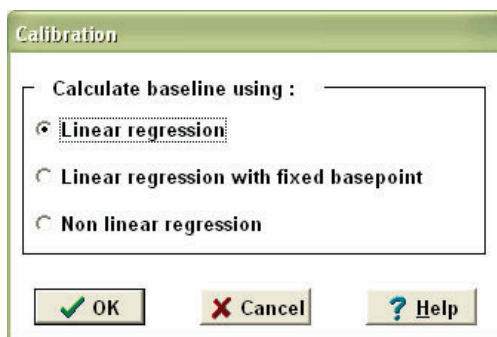 Calibration
Calculate baseline using :
Linear regression
Linear regression with fixed basepoint
Non linear regression
OK Cancel Help